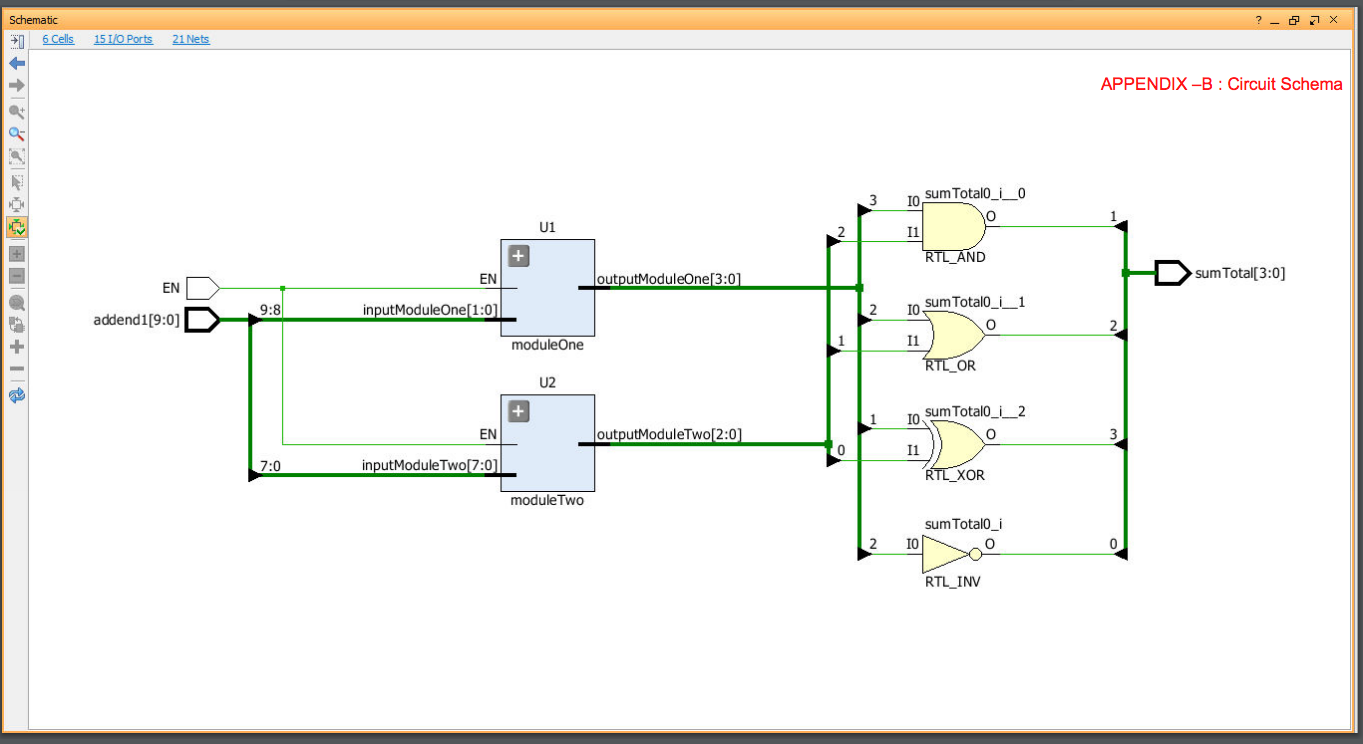 Schematic
6 Cells 15 I/O Ports 21 Nets
APPENDIX –B : Circuit Schema
EN
addend1[9:0]
9:8
7:0
U1
EN
inputModuleOne[1:0]
outputModuleOne[3:0]
moduleOne
U2
EN
inputModuleTwo[7:0]
outputModuleTwo[2:0]
moduleTwo
sumTotal0_i__0
3 I0 O 1
2 I1
RTL_AND
sumTotal0_i__1
2 I0 O 2
1 I1
RTL_OR
sumTotal0_i__2
1 I0 O 3
0 I1
RTL_XOR
sumTotal0_i
2 I0 O 0
RTL_INV
sumTotal[3:0]